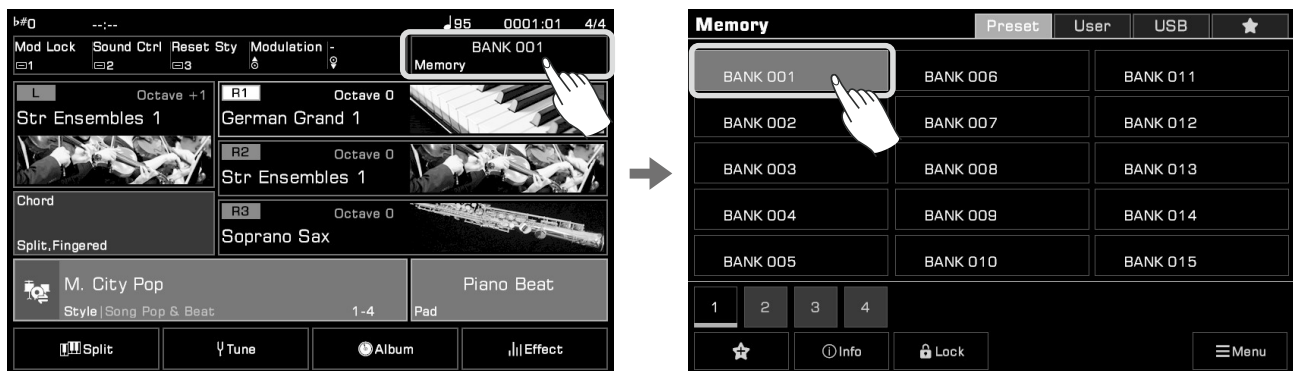 ♭#0 --:-- ♩95 0001:01 4/4
Mod Lock Sound Ctrl Reset Sty Modulation - BANK 001
1 2 3 Memory
L Octave +1 R1 Octave 0
Str Ensembles 1 German Grand 1
R2 Octave 0
Str Ensembles 1
Chord R3 Octave 0
Split,Fingered Soprano Sax
M. City Pop Piano Beat
Style|Song Pop & Beat 1-4 Pad
Split Tune Album Effect
Memory Preset User USB
BANK 001 BANK 006 BANK 011
BANK 002 BANK 007 BANK 012
BANK 003 BANK 008 BANK 013
BANK 004 BANK 009 BANK 014
BANK 005 BANK 010 BANK 015
1 2 3 4
Info Lock Menu